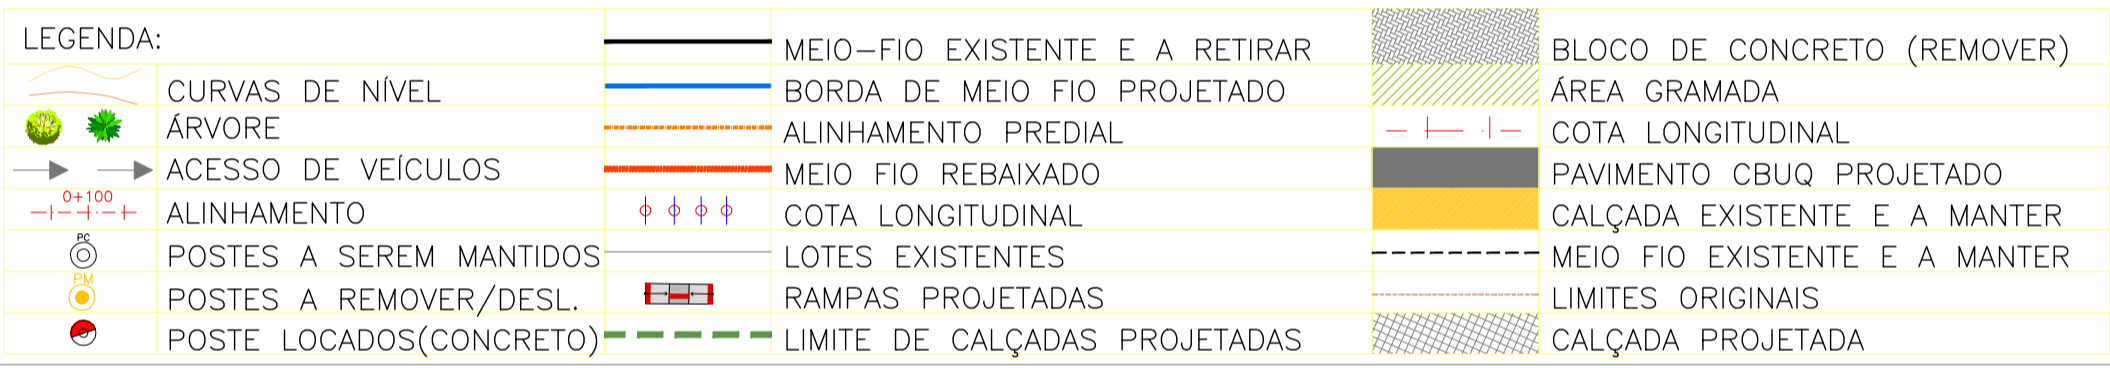 LEGENDA:
CURVAS DE NÍVEL
ÁRVORE
ACESSO DE VEÍCULOS
0+100
ALINHAMENTO
PC
POSTES A SEREM MANTIDOS
PM
POSTES A REMOVER/DESL.
POSTE LOCADOS(CONCRETO)
MEIO-FIO EXISTENTE E A RETIRAR
BORDA DE MEIO FIO PROJETADO
ALINHAMENTO PREDIAL
MEIO FIO REBAIXADO
COTA LONGITUDINAL
LOTES EXISTENTES
RAMPAS PROJETADAS
LIMITE DE CALÇADAS PROJETADAS
BLOCO DE CONCRETO (REMOVER)
ÁREA GRAMADA
COTA LONGITUDINAL
PAVIMENTO CBUQ PROJETADO
CALÇADA EXISTENTE E A MANTER
MEIO FIO EXISTENTE E A MANTER
LIMITES ORIGINAIS
CALÇADA PROJETADA